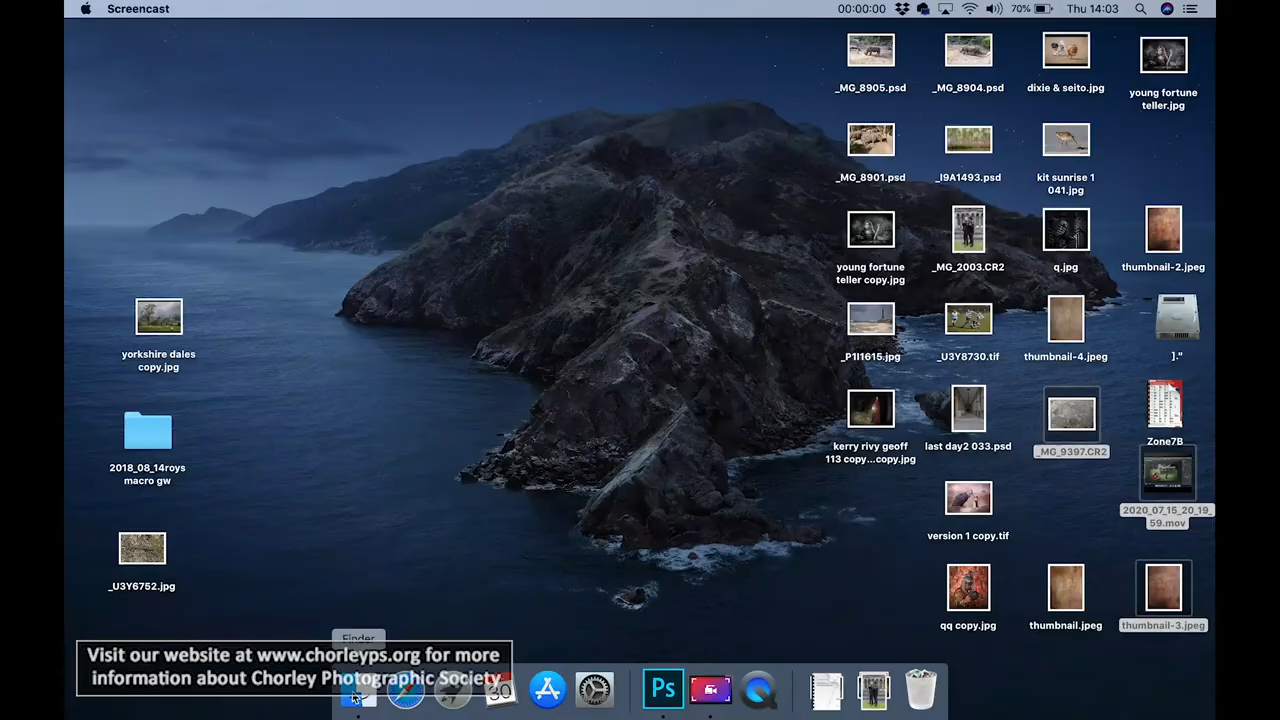 Screencast
00:00:00
70%
Thu 14:03
_MG_8905.psd
_MG_8904.psd
dixie & seito.jpg
young fortune
teller.jpg
_MG_8901.psd
_I9A1493.psd
kit sunrise 1
041.jpg
young fortune
teller copy.jpg
_MG_2003.CR2
q.jpg
thumbnail-2.jpeg
yorkshire dales
copy.jpg
_P1I1615.jpg
_U3Y8730.tif
thumbnail-4.jpeg
]."
kerry rivy geoff
113 copy...copy.jpg
last day2 033.psd
_MG_9397.CR2
Zone7B
2018_08_14roys
macro gw
2020_07_15_20_19_
59.mov
version 1 copy.tif
_U3Y6752.jpg
qq copy.jpg
thumbnail.jpeg
thumbnail-3.jpeg
Finder
Visit our website at www.chorleyps.org for more
information about Chorley Photographic Society.
30
Ps